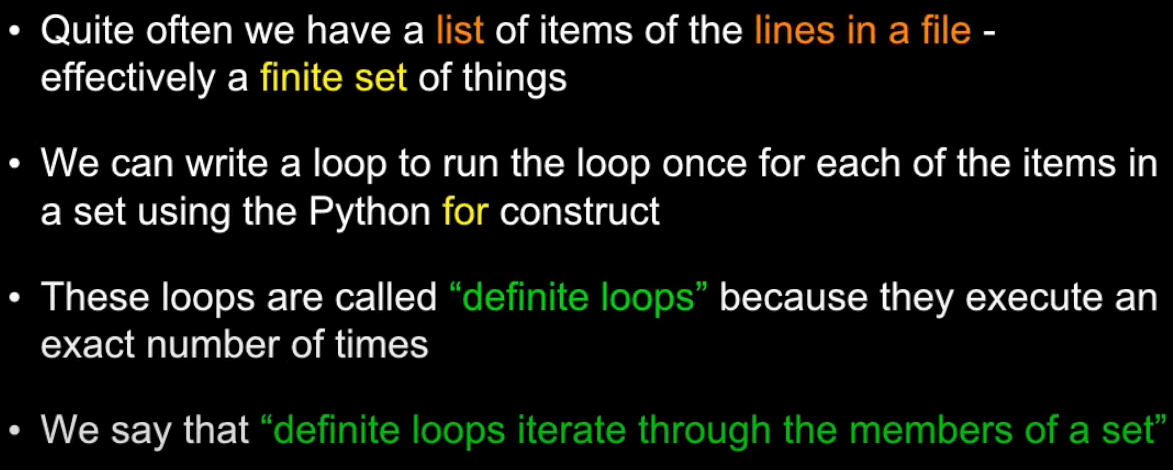 • Quite often we have a list of items of the lines in a file -
effectively a finite set of things
• We can write a loop to run the loop once for each of the items in
a set using the Python for construct
• These loops are called “definite loops” because they execute an
exact number of times
• We say that “definite loops iterate through the members of a set”